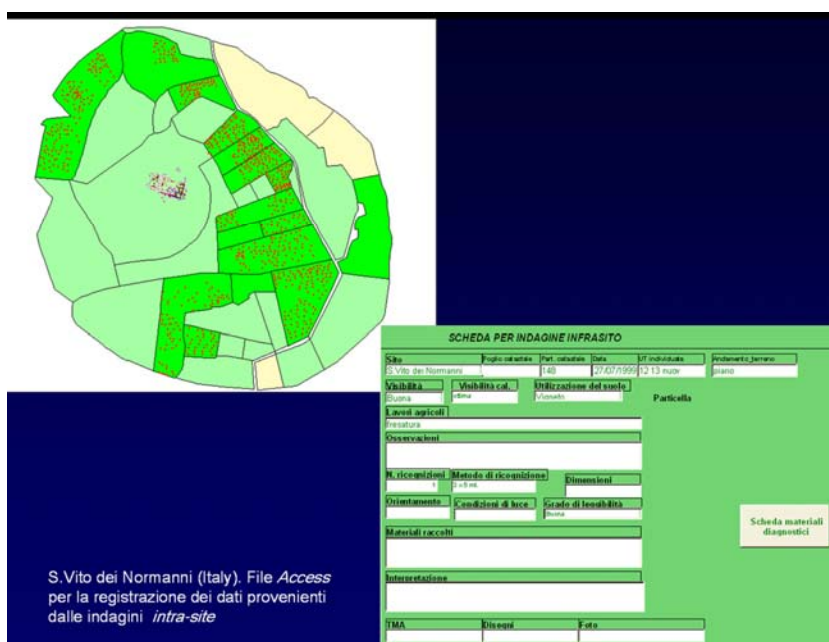 SCHEDA PER INDAGINE INFRASITO
Sito Foglio catastale Part. catastale Data UT individuate Andamento_terreno
S.Vito dei Normanni 148 27/07/1999 12 13 nuov piano
Visibilità Visibilità cal. Utilizzazione del suolo Particella
Buona ottima Vigneto
Lavori agricoli
fresatura
Osservazioni
N. ricognizioni Metodo di ricognizione Dimensioni
1
Orientamento Condizioni di luce Grado di leggibilità
Buona
Materiali raccolti
Scheda materiali
diagnostici
Interpretazione
TMA Disegni Foto
S.Vito dei Normanni (Italy). File Access
per la registrazione dei dati provenienti
dalle indagini intra-site